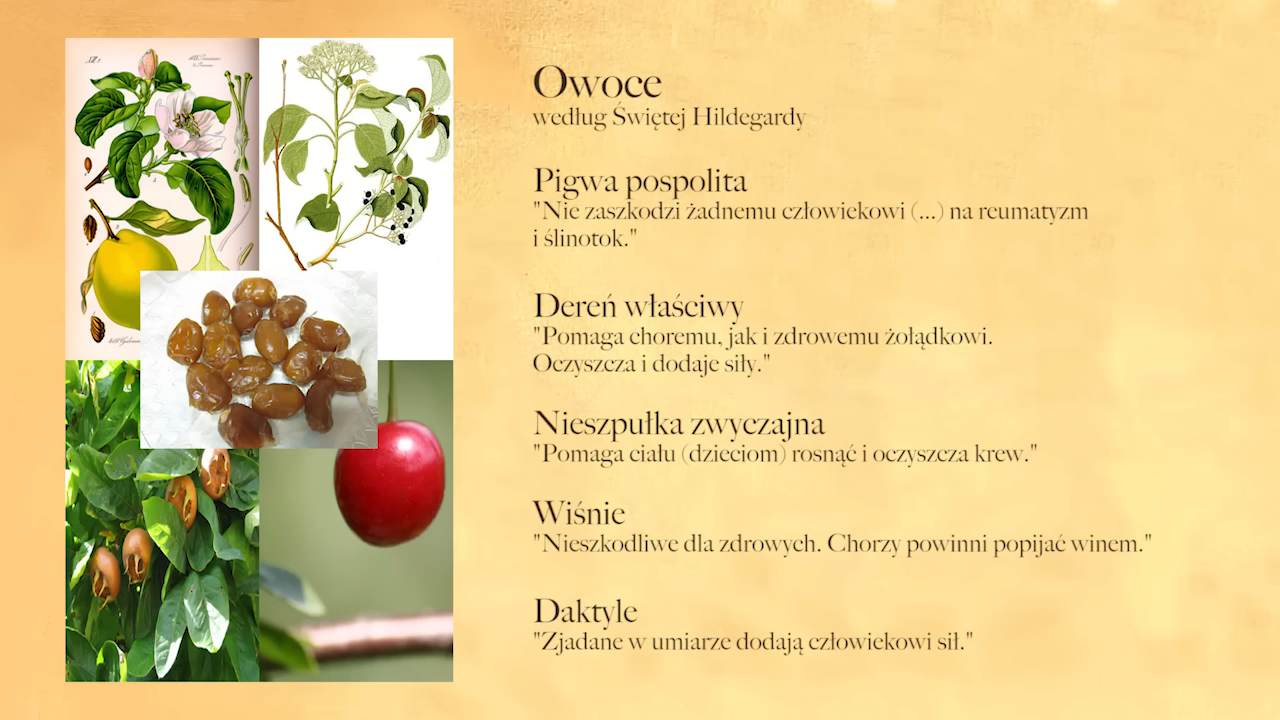 Owoce
według Świętej Hildegardy
Pigwa pospolita
"Nie zaszkodzi żadnemu człowiekowi (...) na reumatyzm
i ślinotok."
Dereń właściwy
"Pomaga choremu, jak i zdrowemu żołądkowi.
Oczyszcza i dodaje siły."
Nieszpułka zwyczajna
"Pomaga ciału (dzieciom) rosnąć i oczyszcza krew."
Wiśnie
"Nieszkodliwe dla zdrowych. Chorzy powinni popijać winem."
Daktyle
"Zjadane w umiarze dodają człowiekowi sił."